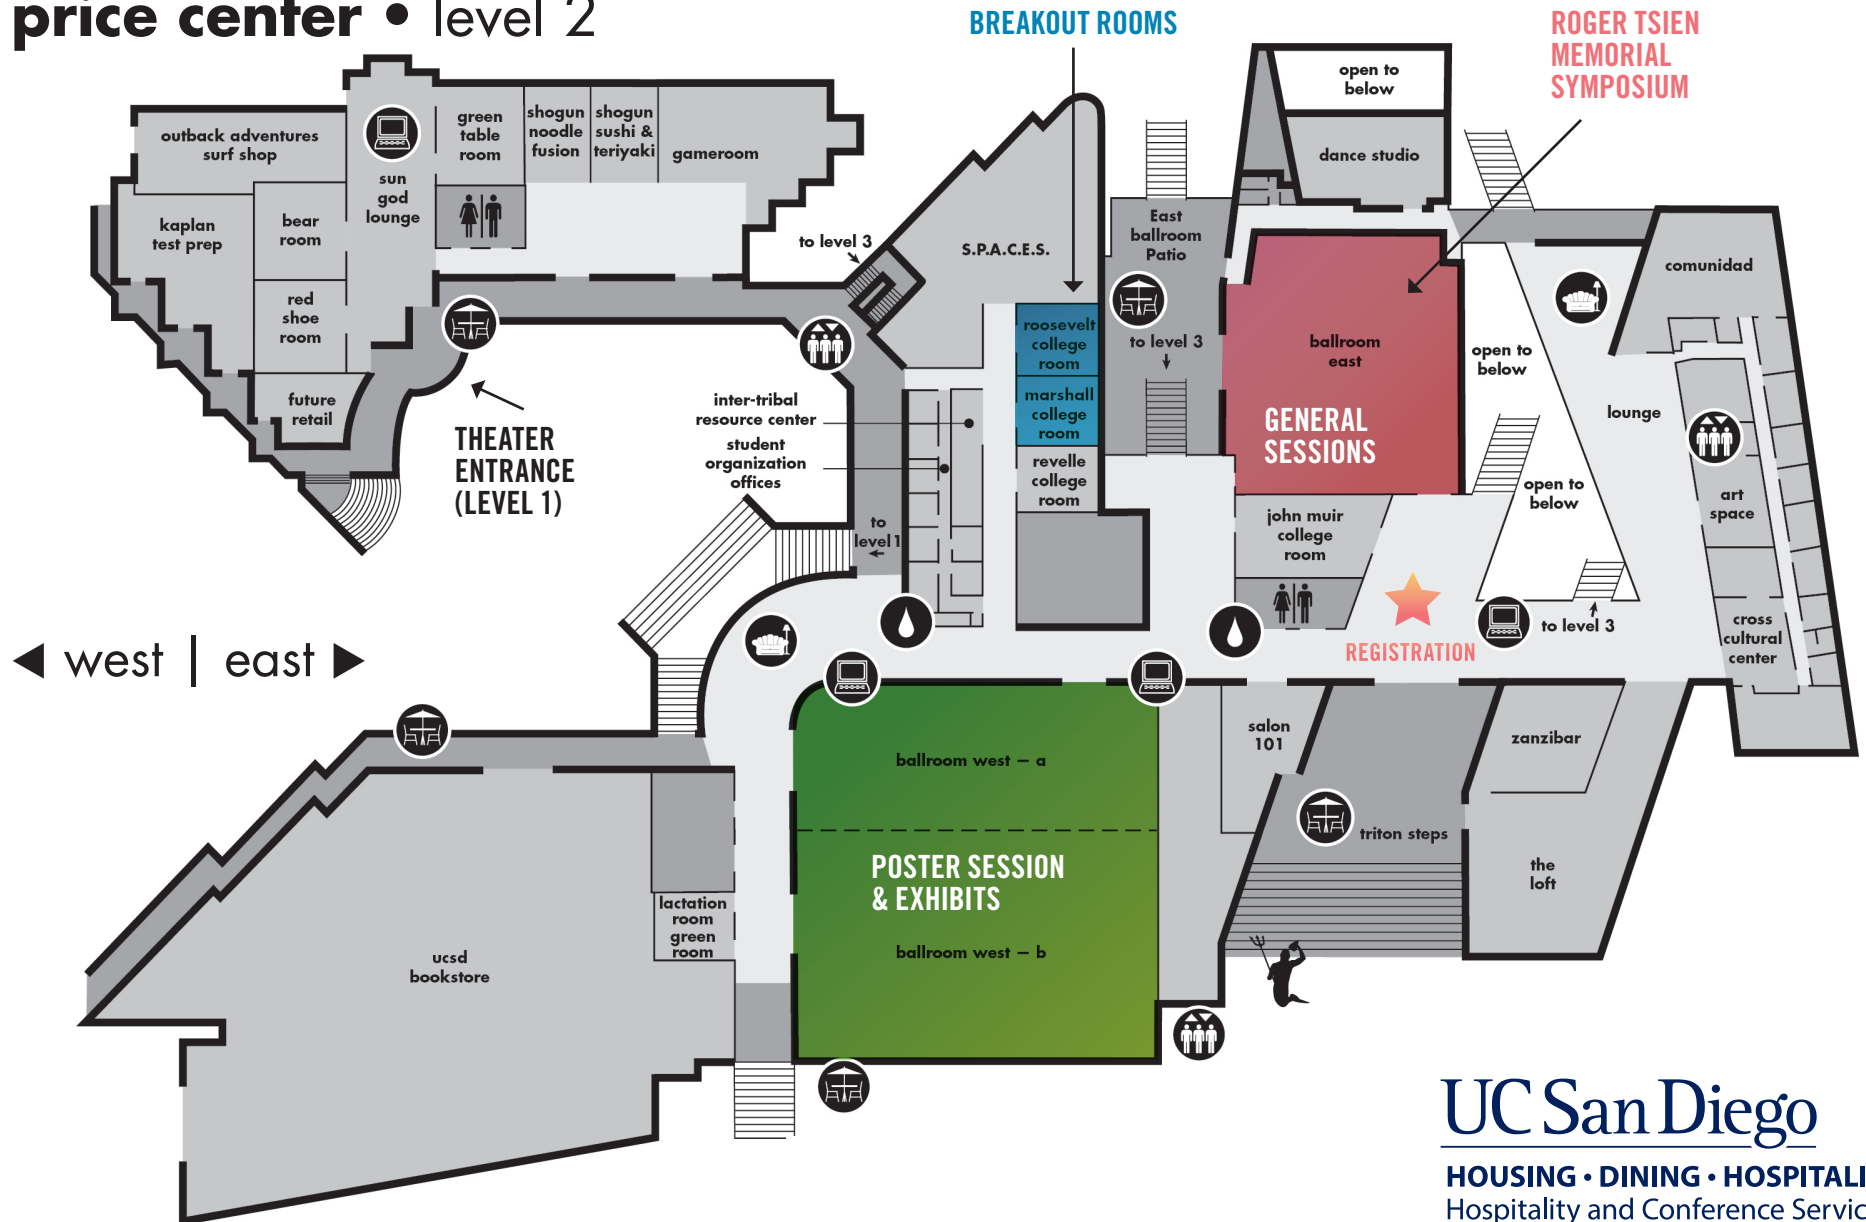 price center • level 2
BREAKOUT ROOMS
ROGER TSIEN
MEMORIAL
SYMPOSIUM
outback adventures
surf shop
sun
god
lounge
green
table
room
shogun
noodle
fusion
shogun
sushi &
teriyaki
gameroom
kaplan
test prep
bear
room
red
shoe
room
future
retail
to level 3
S.P.A.C.E.S.
East
ballroom
Patio
to level 3
open to
below
dance studio
comunidad
roosevelt
college
room
marshall
college
room
revelle
college
room
ballroom
east
GENERAL
SESSIONS
open to
below
lounge
open to
below
art
space
THEATER
ENTRANCE
(LEVEL 1)
inter-tribal
resource center
student
organization
offices
to
level 1
john muir
college
room
REGISTRATION
to level 3
cross
cultural
center
◀ west | east ▶
salon
101
zanzibar
ballroom west – a
triton steps
the
loft
POSTER SESSION
& EXHIBITS
ballroom west – b
lactation
room
green
room
ucsd
bookstore
UC San Diego
HOUSING • DINING • HOSPITALI
Hospitality and Conference Servic